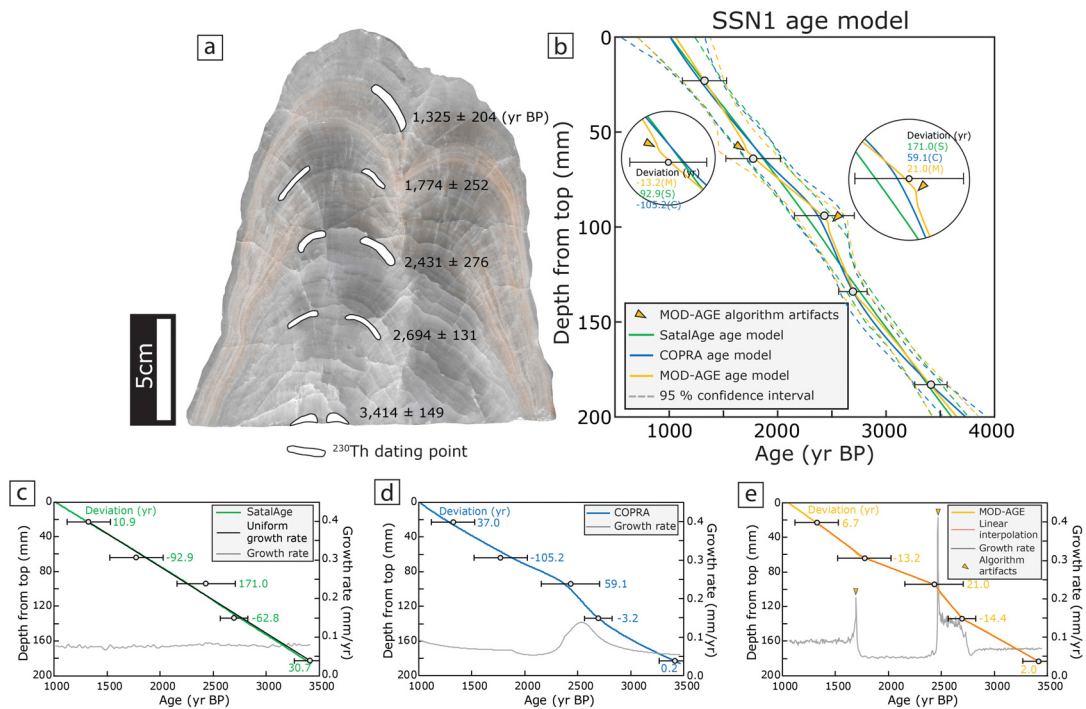 SSN1 age model
a
1,325 ± 204 (yr BP)
1,774 ± 252
2,431 ± 276
2,694 ± 131
3,414 ± 149
5cm
230Th dating point
b
0
50
100
150
200
Depth from top (mm)
1000
2000
3000
4000
Age (yr BP)
Deviation (yr)
-13.2(M)
-92.9(S)
-105.2(C)
Deviation (yr)
171.0(S)
59.1(C)
21.0(M)
MOD-AGE algorithm artifacts
SatalAge age model
COPRA age model
MOD-AGE age model
95 % confidence interval
c
0
40
80
120
160
200
Depth from top (mm)
Deviation (yr)
10.9
-92.9
171.0
-62.8
30.7
SatalAge
Uniform
growth rate
Growth rate
0.4
0.3
0.2
0.1
0.0
Growth rate (mm/yr)
1000
1500
2000
2500
3000
3500
Age (yr BP)
d
0
40
80
120
160
200
Depth from top (mm)
Deviation (yr)
37.0
-105.2
59.1
-3.2
0.2
COPRA
Growth rate
0.4
0.3
0.2
0.1
0.0
Growth rate (mm/yr)
1000
1500
2000
2500
3000
3500
Age (yr BP)
e
0
40
80
120
160
200
Depth from top (mm)
Deviation (yr)
6.7
-13.2
21.0
-14.4
2.0
MOD-AGE
Linear
interpolation
Growth rate
Algorithm
artifacts
0.4
0.3
0.2
0.1
0.0
Growth rate (mm/yr)
1000
1500
2000
2500
3000
3500
Age (yr BP)